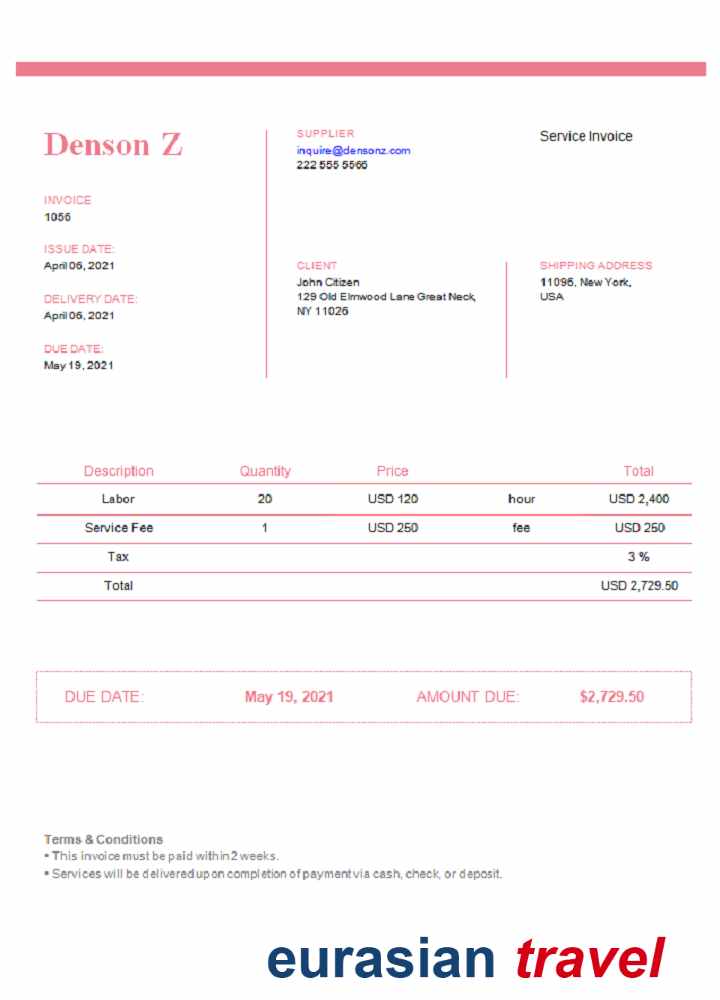 Denson Z
SUPPLIER
inquire@densonz.com
222 555 5566
Service Invoice
INVOICE
1056
ISSUE DATE:
April 06, 2021
DELIVERY DATE:
April 06, 2021
DUE DATE:
May 19, 2021
CLIENT
John Citizen
129 Old Elmwood Lane Great Neck,
NY 11026
SHIPPING ADDRESS
11096, New York,
USA
Description Quantity Price Total
Labor 20 USD 120 hour USD 2,400
Service Fee 1 USD 250 fee USD 250
Tax 3 %
Total USD 2,729.50
DUE DATE: May 19, 2021 AMOUNT DUE: $2,729.50
Terms & Conditions
▪ This invoice must be paid within 2 weeks.
▪ Services will be delivered upon completion of payment via cash, check, or deposit.
eurasian travel